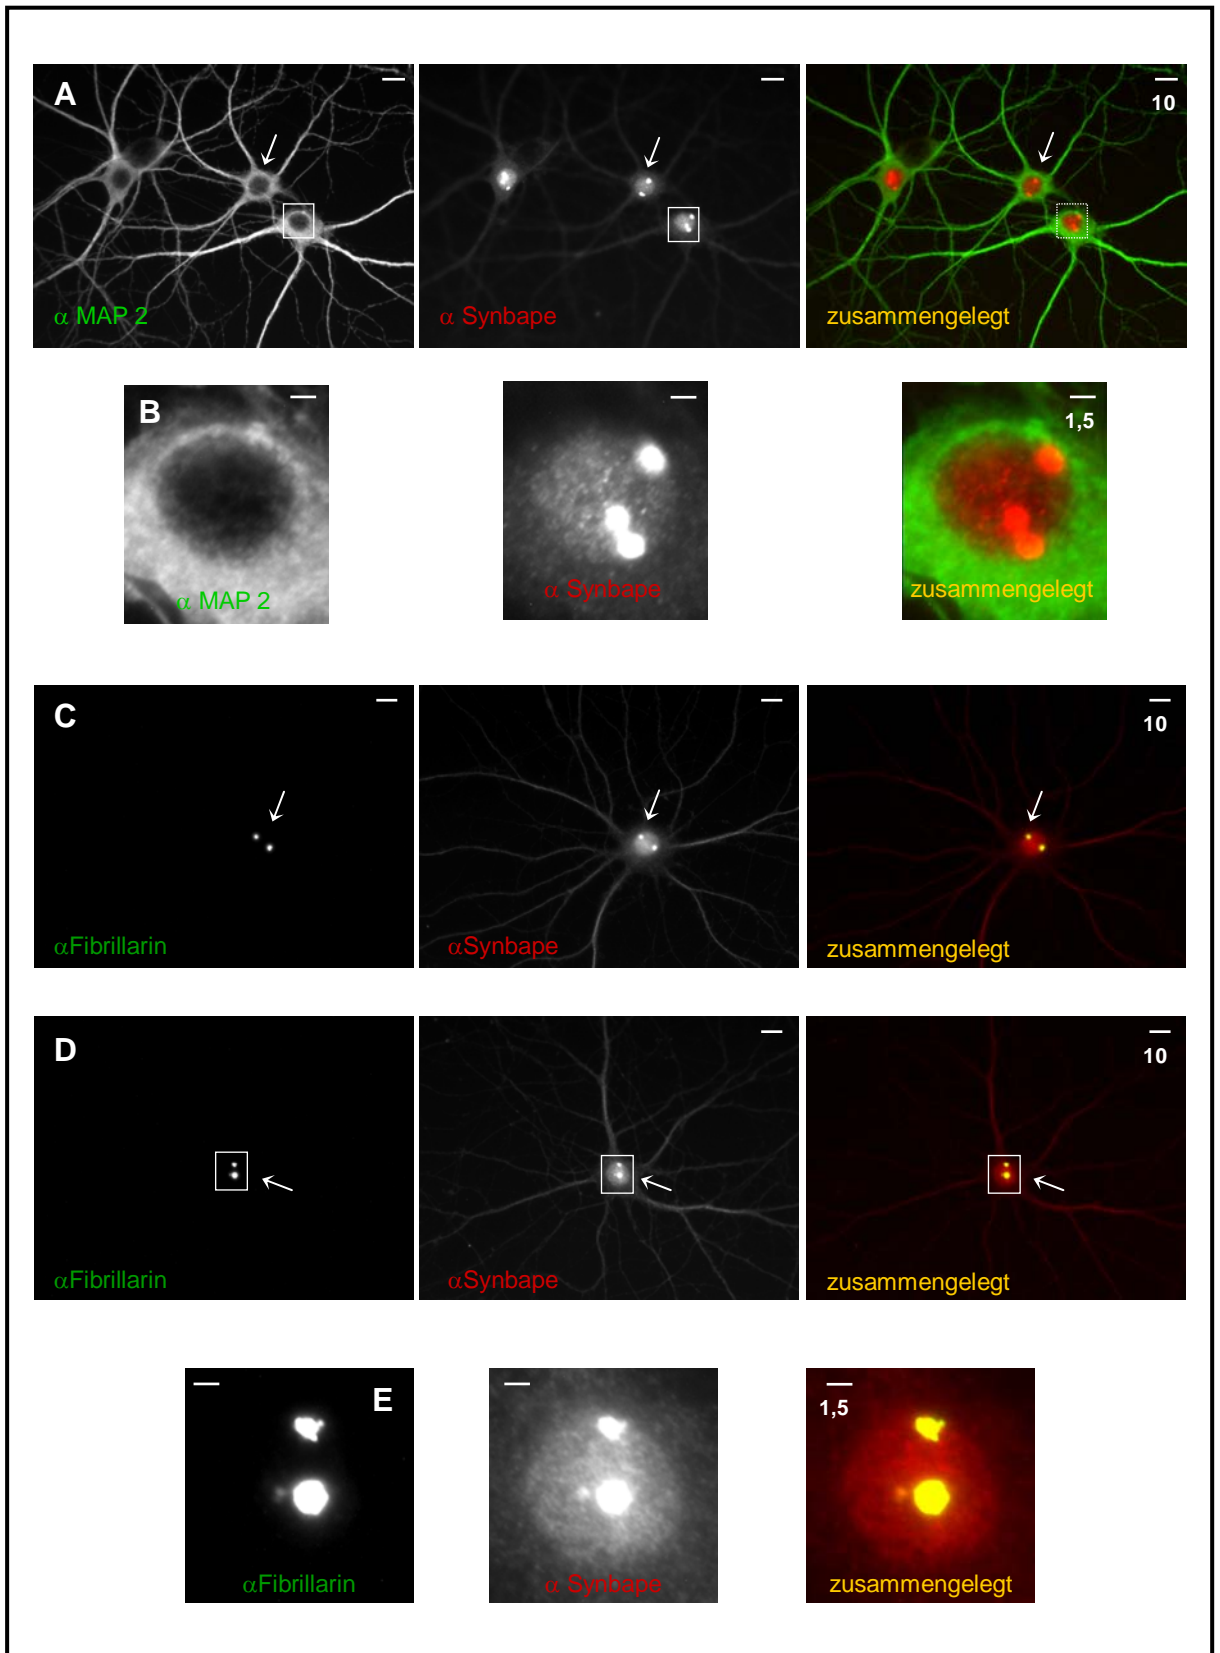 A
10
α MAP 2
α Synbape
zusammengelegt
B
1,5
α MAP 2
α Synbape
zusammengelegt
C
10
αFibrillarin
αSynbape
zusammengelegt
D
10
αFibrillarin
αSynbape
zusammengelegt
E
1,5
αFibrillarin
α Synbape
zusammengelegt